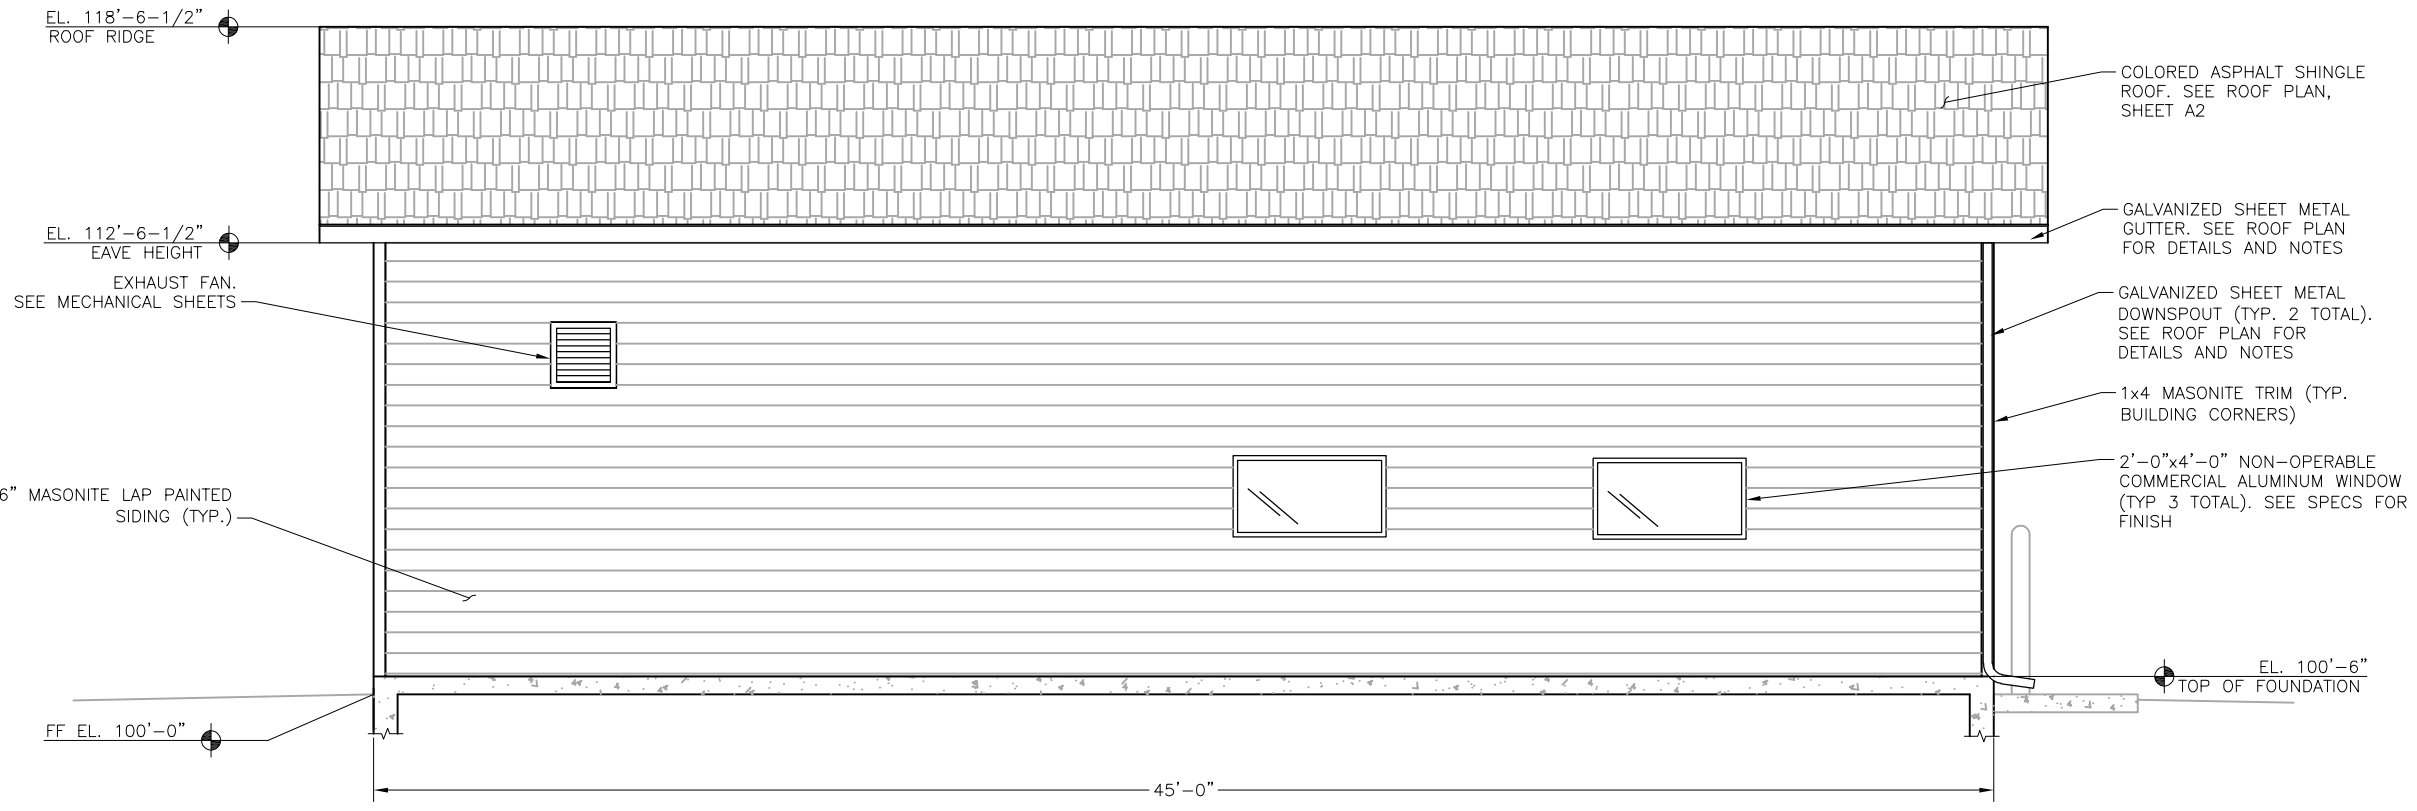 EL. 118'-6-1/2"
ROOF RIDGE
COLORED ASPHALT SHINGLE
ROOF. SEE ROOF PLAN,
SHEET A2
GALVANIZED SHEET METAL
GUTTER. SEE ROOF PLAN
FOR DETAILS AND NOTES
EL. 112'-6-1/2"
EAVE HEIGHT
EXHAUST FAN.
SEE MECHANICAL SHEETS
GALVANIZED SHEET METAL
DOWNSPOUT (TYP. 2 TOTAL).
SEE ROOF PLAN FOR
DETAILS AND NOTES
1x4 MASONITE TRIM (TYP.
BUILDING CORNERS)
2'-0"x4'-0" NON-OPERABLE
COMMERCIAL ALUMINUM WINDOW
(TYP 3 TOTAL). SEE SPECS FOR
FINISH
6" MASONITE LAP PAINTED
SIDING (TYP.)
EL. 100'-6"
TOP OF FOUNDATION
FF EL. 100'-0"
45'-0"